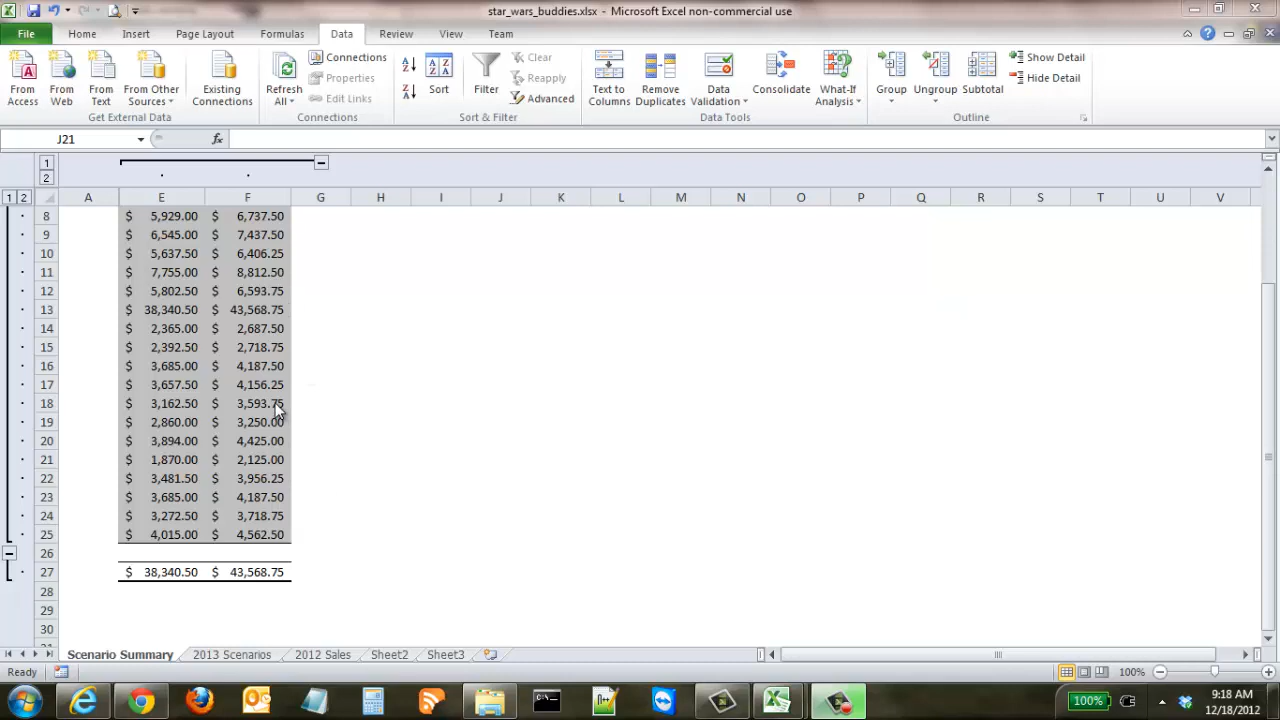 star_wars_buddies.xlsx - Microsoft Excel non-commercial use
File Home Insert Page Layout Formulas Data Review View Team
From Access
From Web
From Text
From Other Sources
Existing Connections
Get External Data
Refresh All
Connections
Properties
Edit Links
Connections
Sort
Filter
Clear
Reapply
Advanced
Sort & Filter
Text to Columns
Remove Duplicates
Data Validation
Consolidate
What-If Analysis
Data Tools
Group
Ungroup
Subtotal
Show Detail
Hide Detail
Outline
J21 fx
1
2
1 2 A E F G H I J K L M N O P Q R S T U V
8 $ 5,929.00 $ 6,737.50
9 $ 6,545.00 $ 7,437.50
10 $ 5,637.50 $ 6,406.25
11 $ 7,755.00 $ 8,812.50
12 $ 5,802.50 $ 6,593.75
13 $ 38,340.50 $ 43,568.75
14 $ 2,365.00 $ 2,687.50
15 $ 2,392.50 $ 2,718.75
16 $ 3,685.00 $ 4,187.50
17 $ 3,657.50 $ 4,156.25
18 $ 3,162.50 $ 3,593.75
19 $ 2,860.00 $ 3,250.00
20 $ 3,894.00 $ 4,425.00
21 $ 1,870.00 $ 2,125.00
22 $ 3,481.50 $ 3,956.25
23 $ 3,685.00 $ 4,187.50
24 $ 3,272.50 $ 3,718.75
25 $ 4,015.00 $ 4,562.50
26
27 $ 38,340.50 $ 43,568.75
28
29
30
Scenario Summary 2013 Scenarios 2012 Sales Sheet2 Sheet3
Ready 100%
100% 9:18 AM
12/18/2012